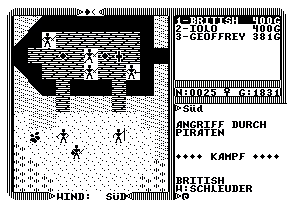 1-BRITISH 400G
2-IOLO 400G
3-GEOFFREY 381G
N:0025 ♀ G:1831
▷Süd
ANGRIFF DURCH
PIRATEN
♦♦♦♦ KAMPF ♦♦♦♦
BRITISH
W:SCHLEUDER
WIND: SÜD